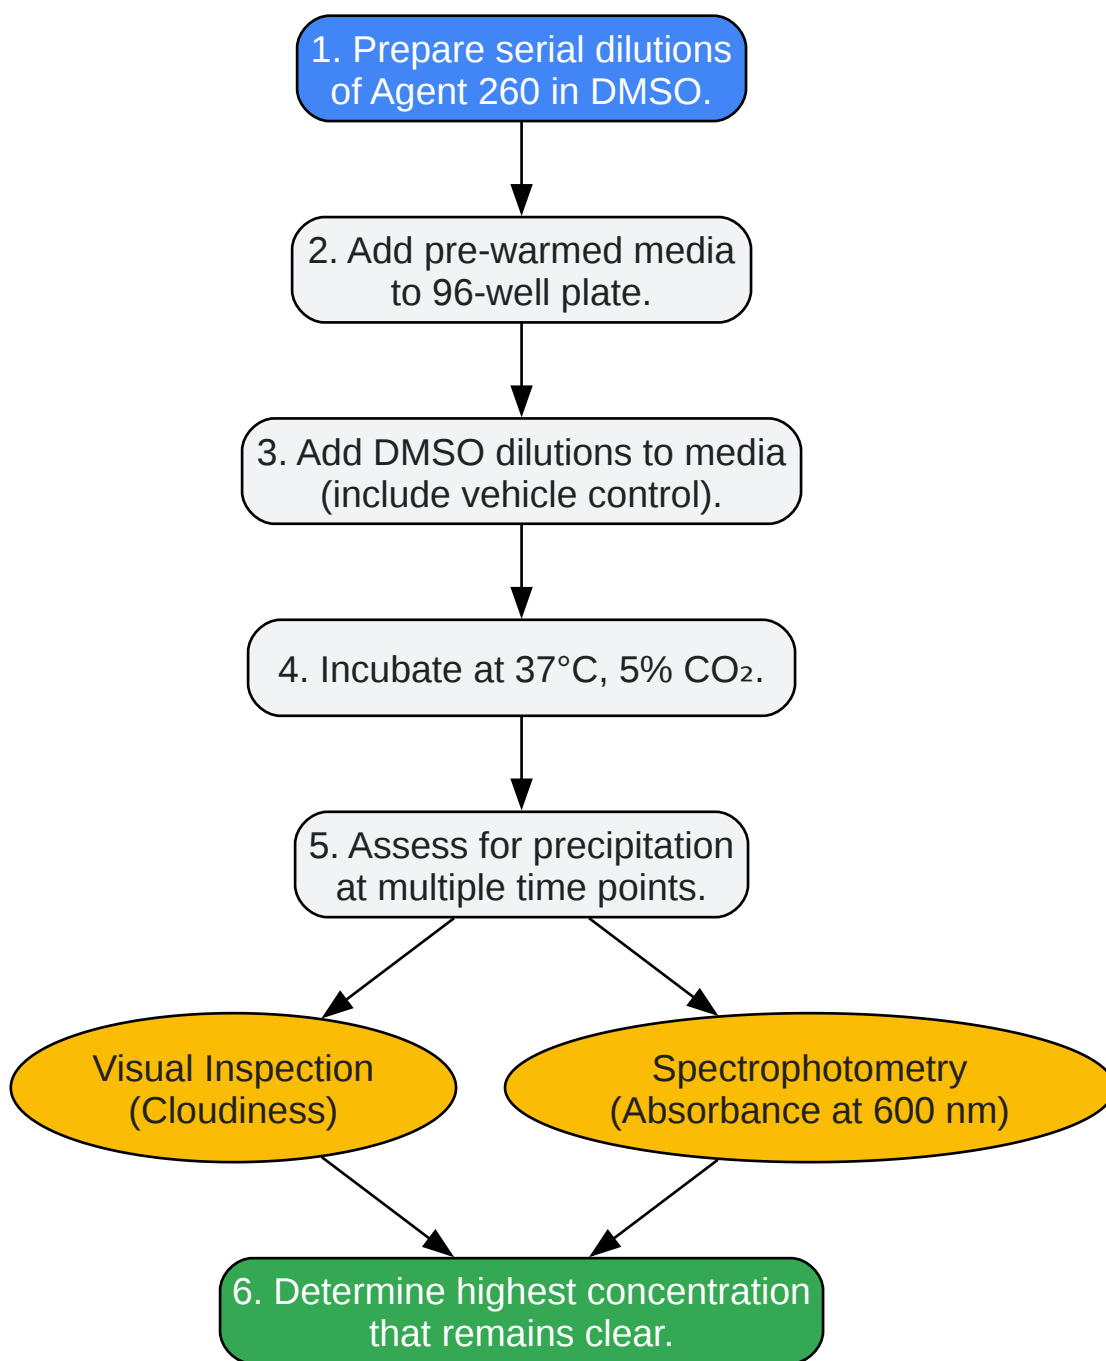 1. Prepare serial dilutions
of Agent 260 in DMSO.
2. Add pre-warmed media
to 96-well plate.
3. Add DMSO dilutions to media
(include vehicle control).
4. Incubate at 37°C, 5% CO₂.
5. Assess for precipitation
at multiple time points.
Visual Inspection
(Cloudiness)
Spectrophotometry
(Absorbance at 600 nm)
6. Determine highest concentration
that remains clear.